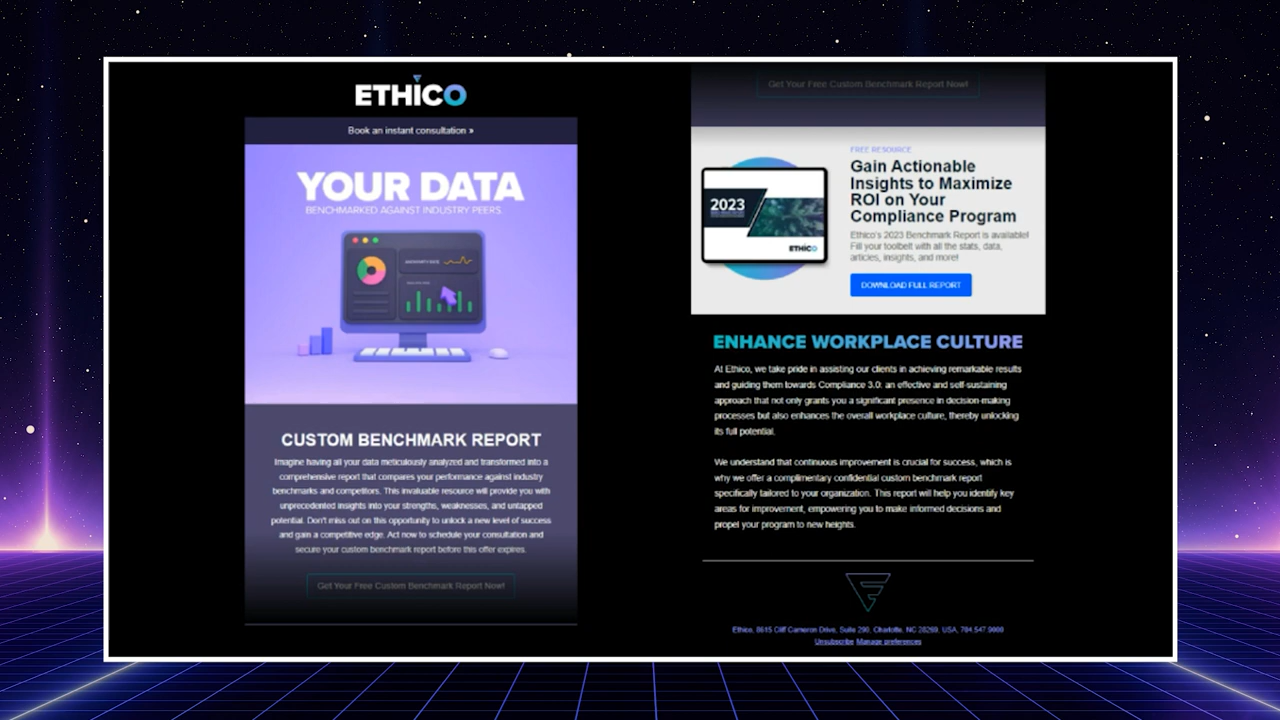 ETHICO
Book an instant consultation »
YOUR DATA
BENCHMARKED AGAINST INDUSTRY PEERS
CUSTOM BENCHMARK REPORT
Imagine having all your data meticulously analyzed and transformed into a
comprehensive report that compares your performance against industry
benchmarks and competitors. This invaluable resource will provide you with
unprecedented insights into your strengths, weaknesses, and untapped
potential. Don't miss out on this opportunity to unlock a new level of success
and gain a competitive edge. Act now to schedule your consultation and
secure your custom benchmark report before this offer expires.
Get Your Free Custom Benchmark Report Now!
Get Your Free Custom Benchmark Report Now!
FREE RESOURCE
Gain Actionable
Insights to Maximize
ROI on Your
Compliance Program
2023
ETHICO
Ethico's 2023 Benchmark Report is available!
Fill your toolbelt with all the stats, data,
articles, insights, and more!
DOWNLOAD FULL REPORT
ENHANCE WORKPLACE CULTURE
At Ethico, we take pride in assisting our clients in achieving remarkable results
and guiding them towards Compliance 3.0: an effective and self-sustaining
approach that not only grants you a significant presence in decision-making
processes but also enhances the overall workplace culture, thereby unlocking
its full potential.
We understand that continuous improvement is crucial for success, which is
why we offer a complimentary confidential custom benchmark report
specifically tailored to your organization. This report will help you identify key
areas for improvement, empowering you to make informed decisions and
propel your program to new heights.
Ethico, 8615 Cliff Cameron Drive, Suite 290, Charlotte, NC 28269, USA, 704.547.9000
Unsubscribe Manage preferences